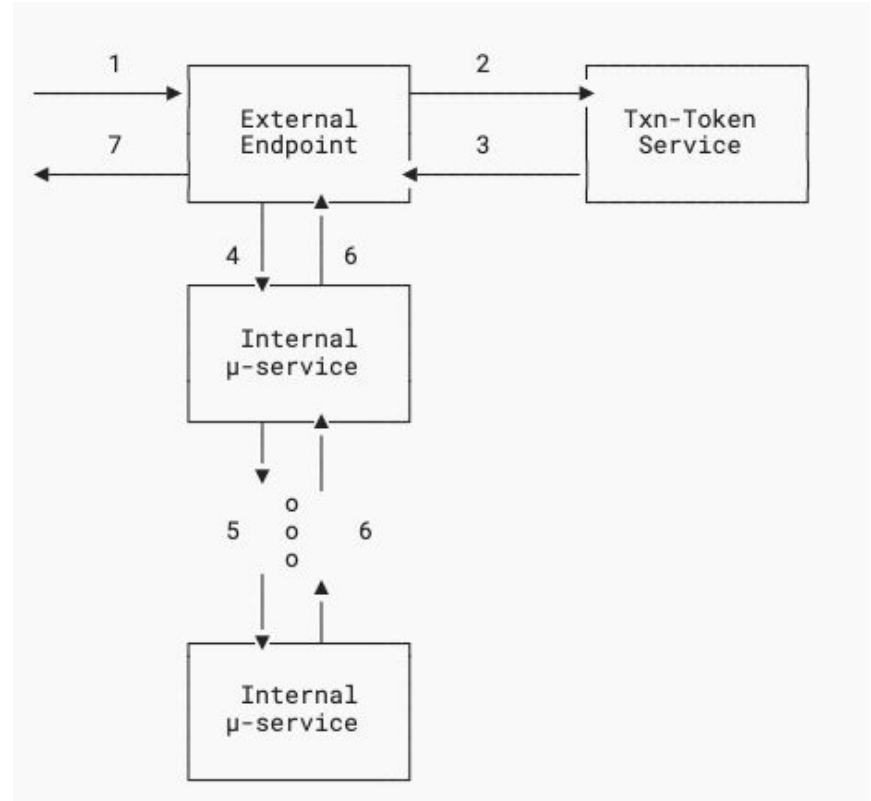 1
2
External
Endpoint
Txn-Token
Service
7
3
4
6
Internal
µ-service
o
5
o
6
o
Internal
µ-service